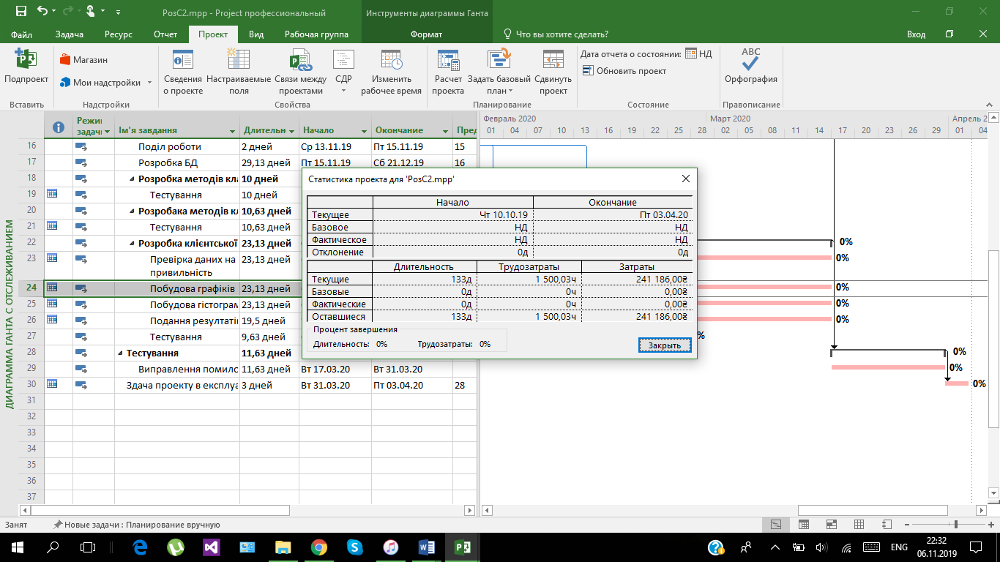 РозС2.mpp - Project профессиональный
Инструменты диаграммы Ганта
Файл Задача Ресурс Отчет Проект Вид Рабочая группа Формат Что вы хотите сделать? Вход
Подпроект
Магазин
Мои надстройки
Сведения о проекте
Настраиваемые поля
Связи между проектами
СДР
Изменить рабочее время
Расчет проекта
Задать базовый план
Сдвинуть проект
Дата отчета о состоянии: НД
Обновить проект
ABC
Орфография
Вставить Надстройки Свойства Планирование Состояние Правописание
Режим задачи Ім'я завдання Длительн Начало Окончание Пред
Февраль 2020 Март 2020 Апрель 2
01 04 07 10 13 16 19 22 25 28 02 05 08 11 14 17 20 23 26 29 01 04
ДИАГРАММА ГАНТА С ОТСЛЕЖИВАНИЕМ
16 Поділ роботи 2 дней Ср 13.11.19 Пт 15.11.19 15
17 Розробка БД 29,13 дней Пт 15.11.19 Сб 21.12.19 16
18 Розробка методів кла 10 дней
19 Тестування 10 дней
20 Розробака методів кл 10,63 дней
21 Тестування 10,63 дней
22 Розробка клієнтської 23,13 дней 0%
23 Превірка даних на привильність 23,13 дней 0%
24 Побудова графіків 23,13 дней 0%
25 Побудова гістограм 23,13 дней 0%
26 Подання резултаті 19,5 дней 0%
27 Тестування 9,63 дней %
28 Тестування 11,63 дней 0%
29 Виправлення помилс 11,63 дней Вт 17.03.20 Вт 31.03.20 0%
30 Здача проекту в експлуа 3 дней Вт 31.03.20 Пт 03.04.20 28 0%
31
32
33
34
35
36
37
Статистика проекта для 'РозС2.mpp'
Начало Окончание
Текущее Чт 10.10.19 Пт 03.04.20
Базовое НД НД
Фактическое НД НД
Отклонение 0д 0д
Длительность Трудозатраты Затраты
Текущие 133д 1 500,03ч 241 186,00₴
Базовые 0д 0ч 0,00₴
Фактические 0д 0ч 0,00₴
Оставшиеся 133д 1 500,03ч 241 186,00₴
Процент завершения
Длительность: 0% Трудозатраты: 0%
Закрыть
Занят Новые задачи : Планирование вручную
ENG
22:32
06.11.2019